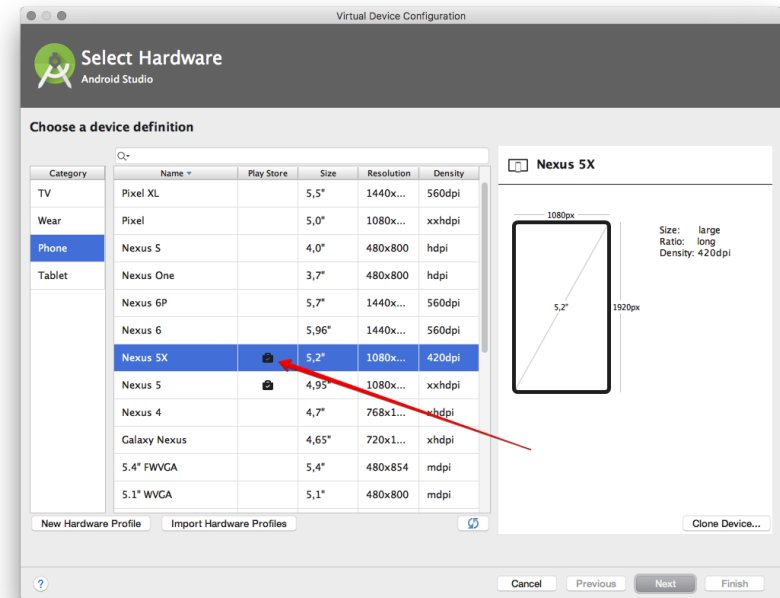 Virtual Device Configuration
Select Hardware
Android Studio
Choose a device definition
Category
TV
Wear
Phone
Tablet
Name Play Store Size Resolution Density
Pixel XL 5,5" 1440x... 560dpi
Pixel 5,0" 1080x... xxhdpi
Nexus S 4,0" 480x800 hdpi
Nexus One 3,7" 480x800 hdpi
Nexus 6P 5,7" 1440x... 560dpi
Nexus 6 5,96" 1440x... 560dpi
Nexus 5X 5,2" 1080x... 420dpi
Nexus 5 4,95" 1080x... xxhdpi
Nexus 4 4,7" 768x1... xhdpi
Galaxy Nexus 4,65" 720x1... xhdpi
5.4" FWVGA 5,4" 480x854 mdpi
5.1" WVGA 5,1" 480x800 mdpi
New Hardware Profile Import Hardware Profiles
Nexus 5X
1080px
5,2" 1920px
Size: large
Ratio: long
Density: 420dpi
Clone Device...
? Cancel Previous Next Finish